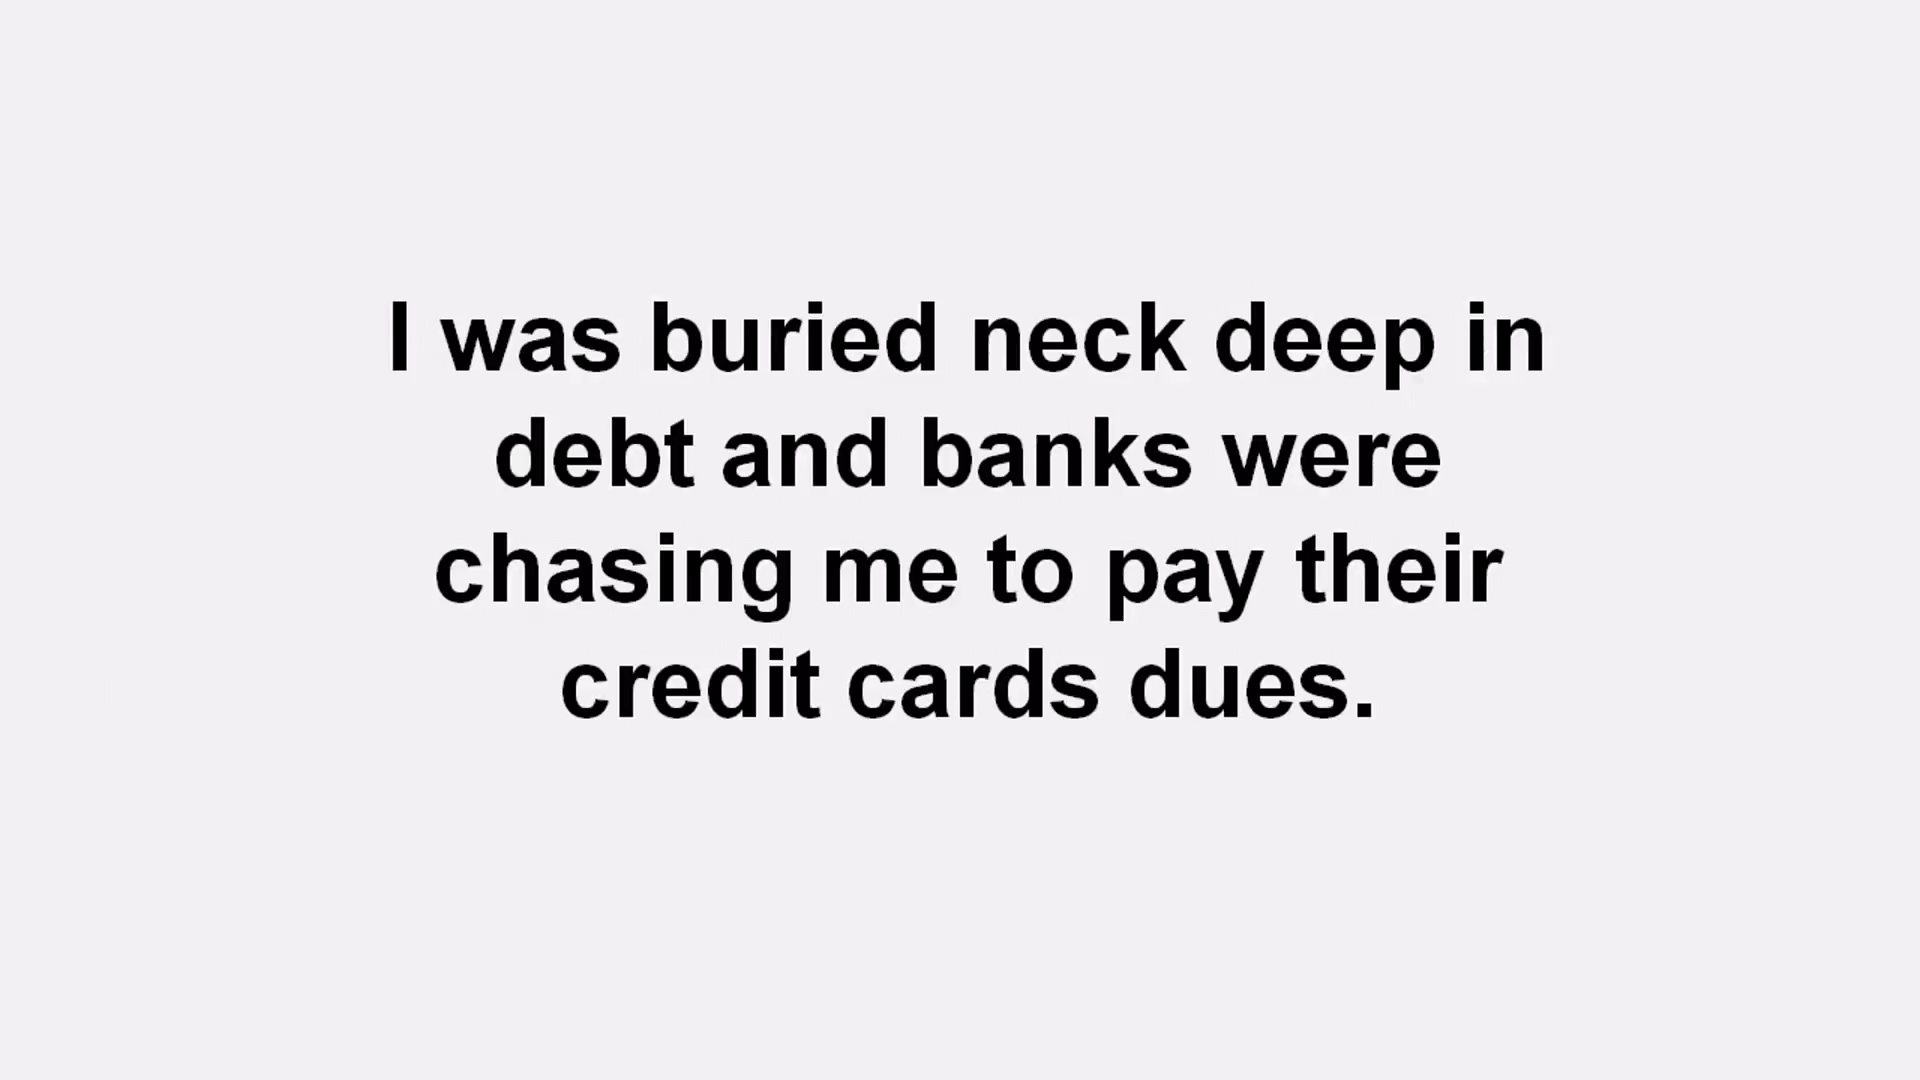 I was buried neck deep in
debt and banks were
chasing me to pay their
credit cards dues.